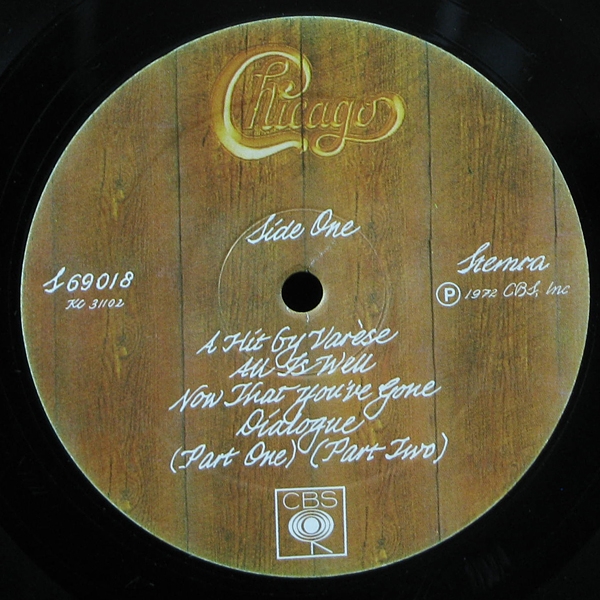 Chicago
Side One
S 69018
KC 31102
Stemra
P 1972 CBS, Inc
A Hit by Varèse
All Is Well
Now That You've Gone
Dialogue
(Part One) (Part Two)
CBS